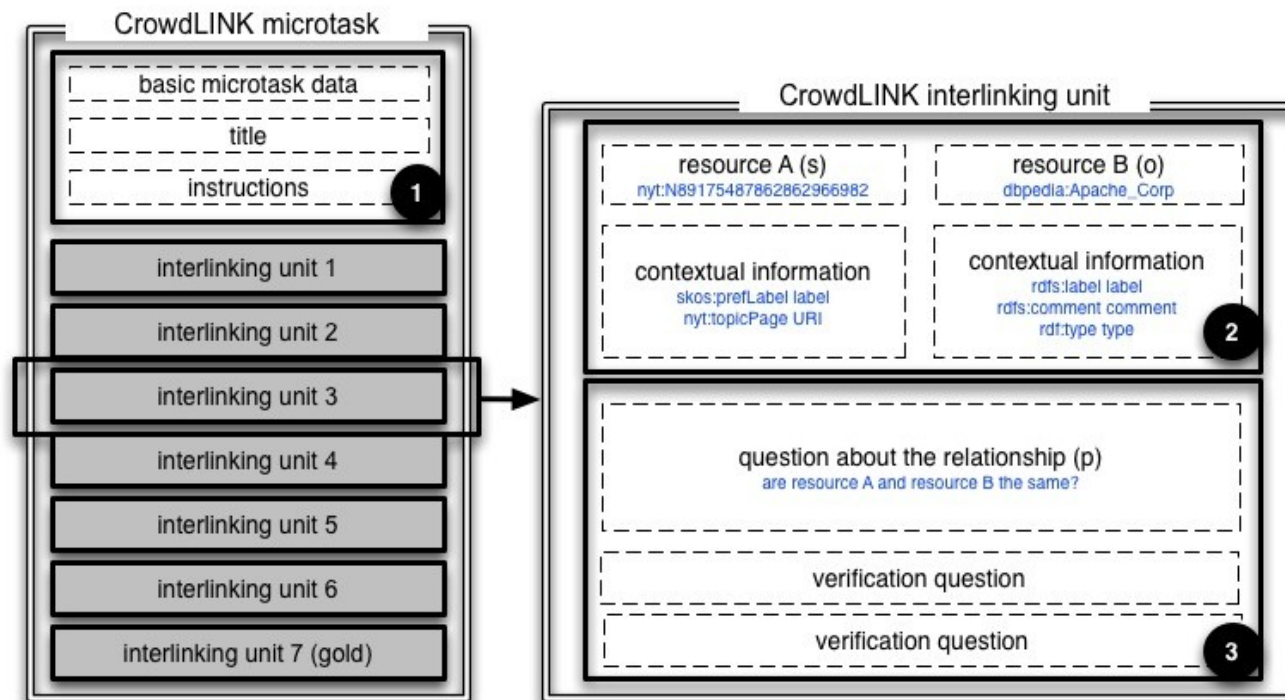 CrowdLINK microtask
basic microtask data
title
instructions
1
interlinking unit 1
interlinking unit 2
interlinking unit 3
interlinking unit 4
interlinking unit 5
interlinking unit 6
interlinking unit 7 (gold)
CrowdLINK interlinking unit
resource A (s)
nyt:N89175487862862966982
resource B (o)
dbpedia:Apache_Corp
contextual information
skos:prefLabel label
nyt:topicPage URI
contextual information
rdfs:label label
rdfs:comment comment
rdf:type type
2
question about the relationship (p)
are resource A and resource B the same?
verification question
verification question
3